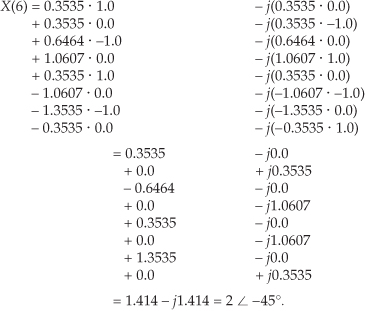 X(6) = 0.3535 · 1.0 – j(0.3535 · 0.0)
+ 0.3535 · 0.0 – j(0.3535 · –1.0)
+ 0.6464 · –1.0 – j(0.6464 · 0.0)
+ 1.0607 · 0.0 – j(1.0607 · 1.0)
+ 0.3535 · 1.0 – j(0.3535 · 0.0)
– 1.0607 · 0.0 – j(–1.0607 · –1.0)
– 1.3535 · –1.0 – j(–1.3535 · 0.0)
– 0.3535 · 0.0 – j(–0.3535 · 1.0)
= 0.3535 – j0.0
+ 0.0 + j0.3535
– 0.6464 – j0.0
+ 0.0 – j1.0607
+ 0.3535 – j0.0
+ 0.0 – j1.0607
+ 1.3535 – j0.0
+ 0.0 + j0.3535
= 1.414 – j1.414 = 2 ∠ –45°.